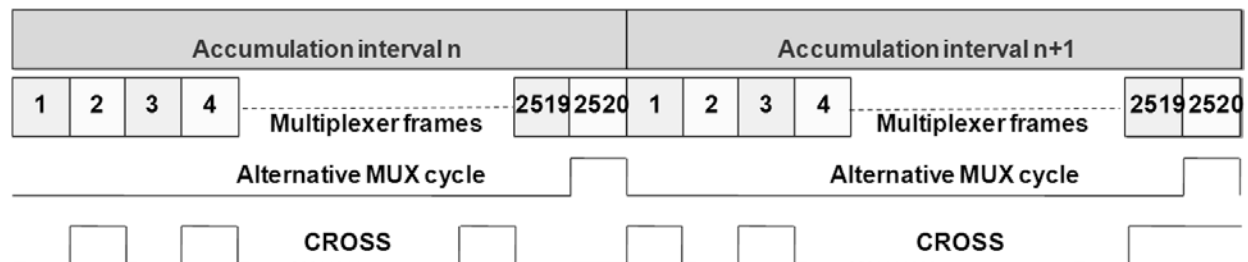 Accumulation interval n Accumulation interval n+1
1 2 3 4 Multiplexer frames 2519 2520 1 2 3 4 Multiplexer frames 2519 2520
Alternative MUX cycle Alternative MUX cycle
CROSS CROSS